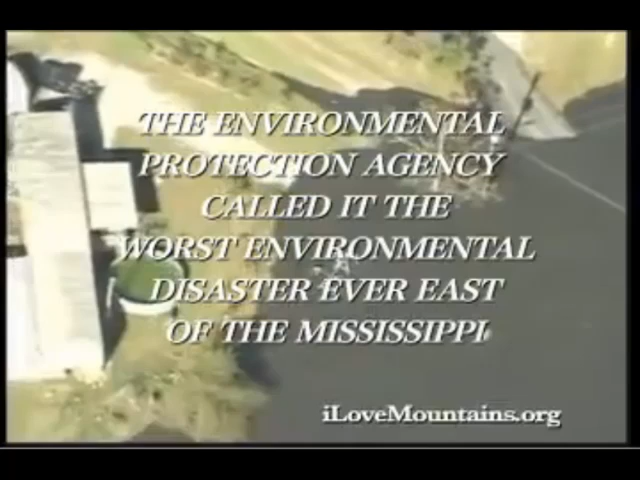 THE ENVIRONMENTAL
PROTECTION AGENCY
CALLED IT THE
WORST ENVIRONMENTAL
DISASTER EVER EAST
OF THE MISSISSIPPI
iLoveMountains.org